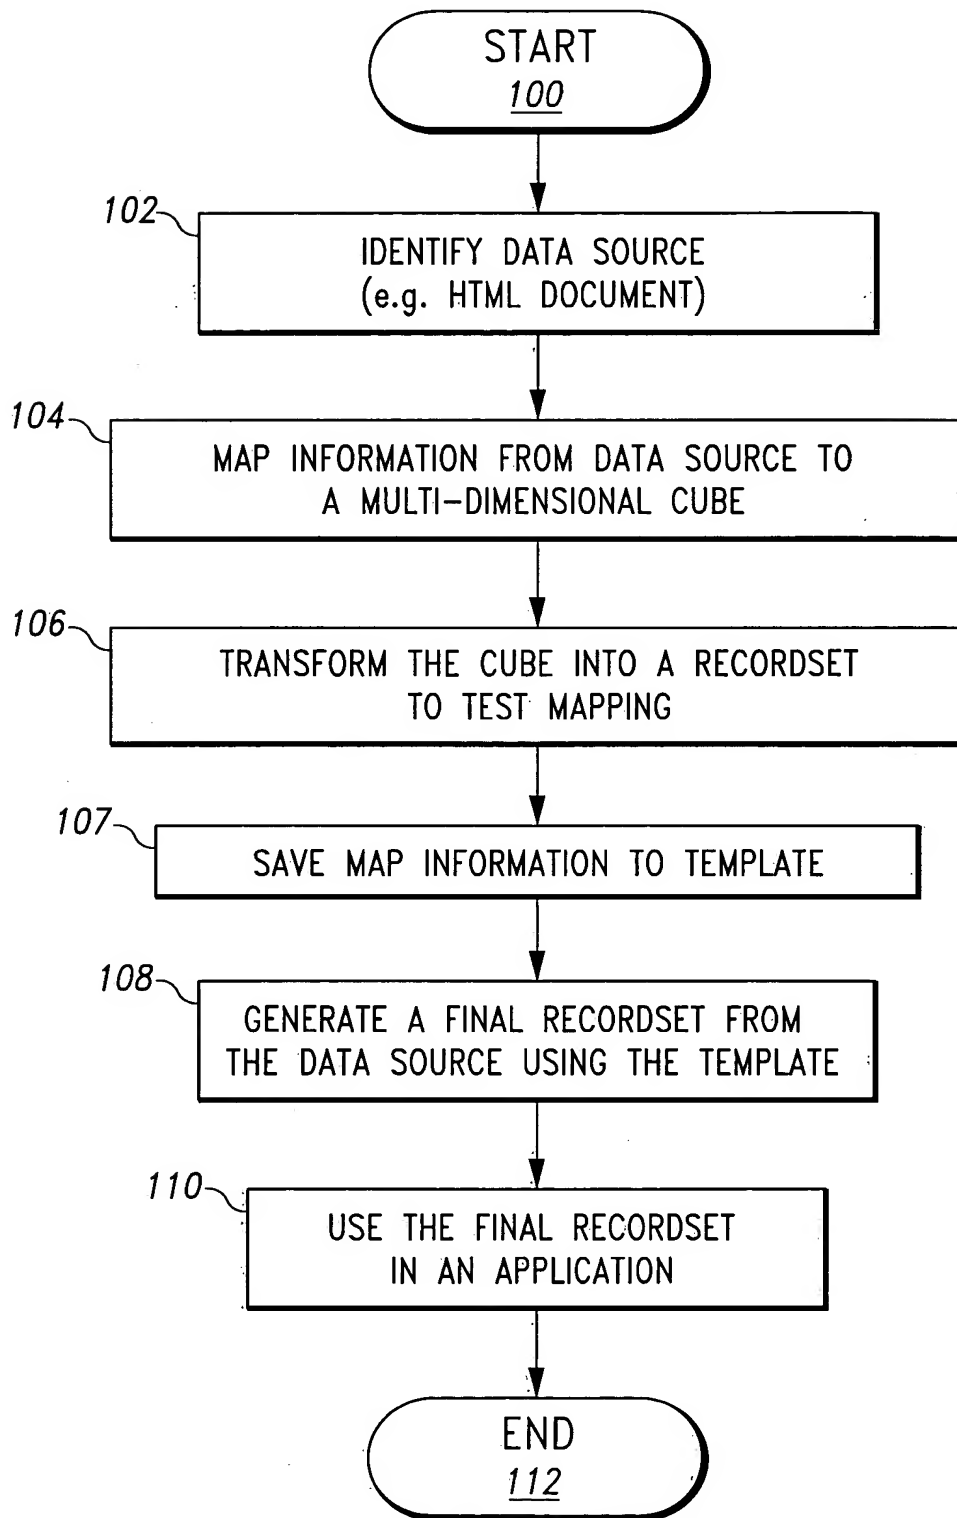 START
100
102
IDENTIFY DATA SOURCE
(e.g. HTML DOCUMENT)
104
MAP INFORMATION FROM DATA SOURCE TO
A MULTI-DIMENSIONAL CUBE
106
TRANSFORM THE CUBE INTO A RECORDSET
TO TEST MAPPING
107
SAVE MAP INFORMATION TO TEMPLATE
108
GENERATE A FINAL RECORDSET FROM
THE DATA SOURCE USING THE TEMPLATE
110
USE THE FINAL RECORDSET
IN AN APPLICATION
END
112